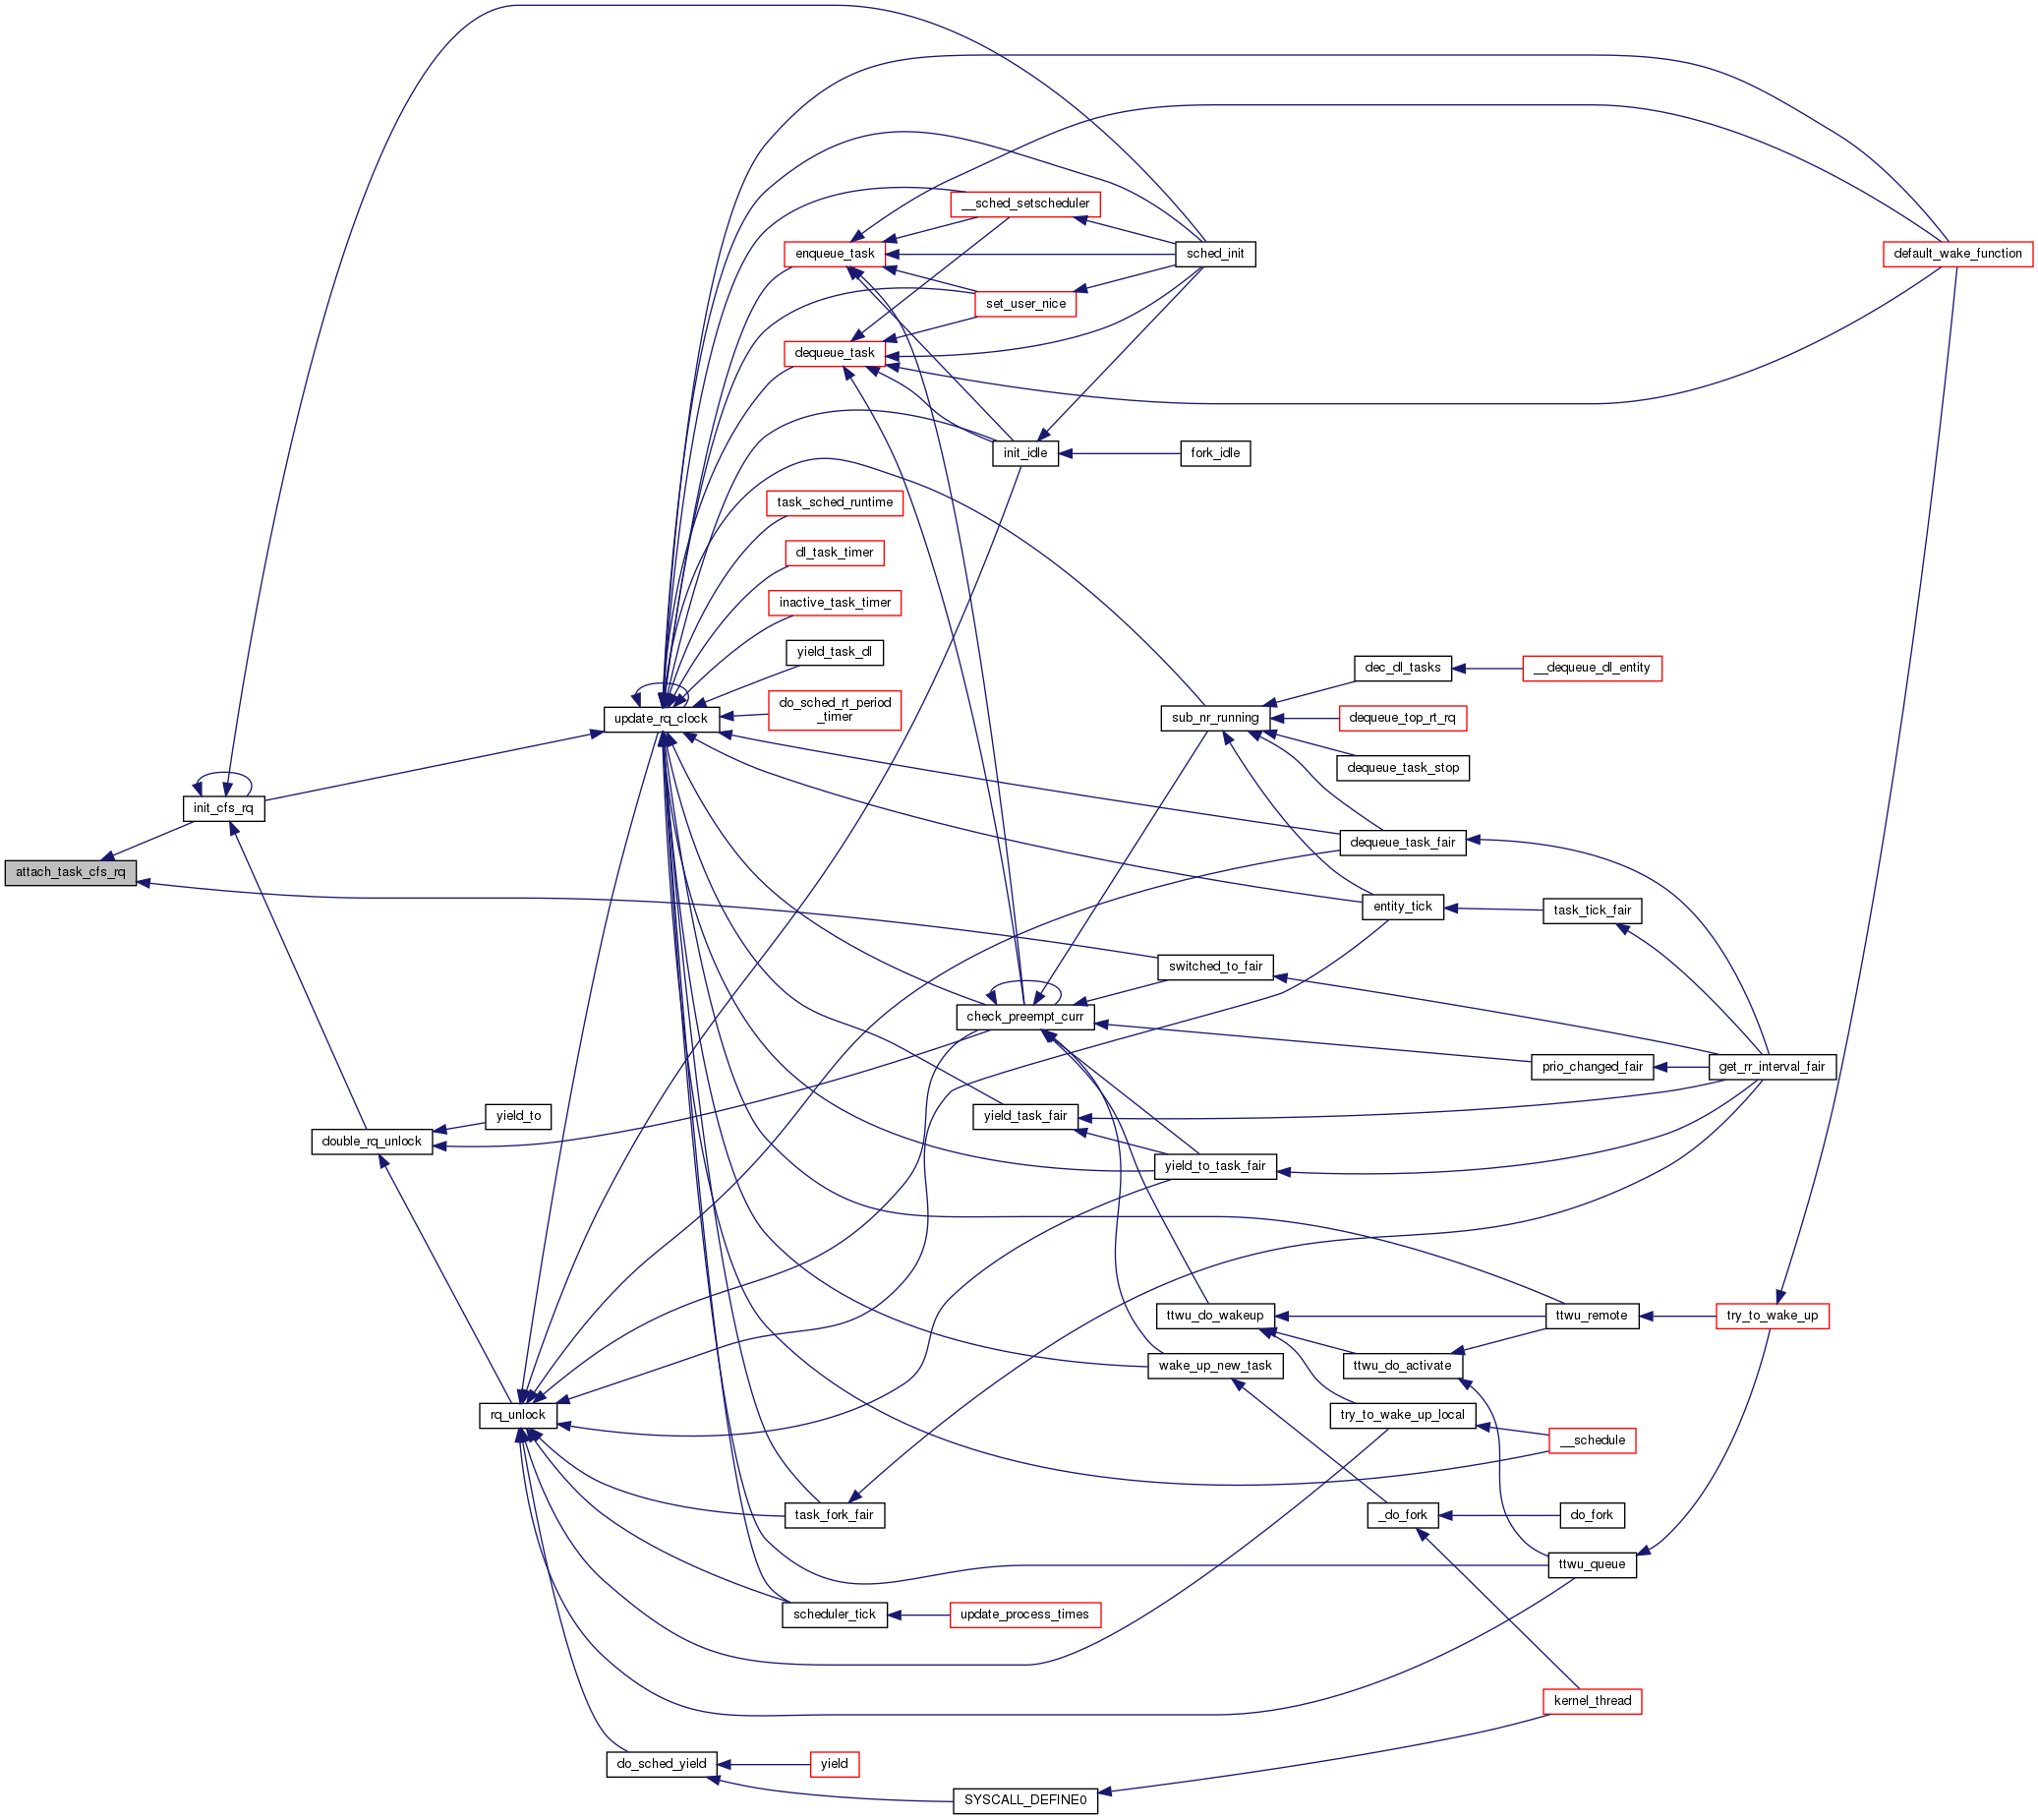 __sched_setscheduler
enqueue_task
sched_init
default_wake_function
set_user_nice
dequeue_task
init_idle
fork_idle
task_sched_runtime
dl_task_timer
inactive_task_timer
yield_task_dl
dec_dl_tasks
__dequeue_dl_entity
do_sched_rt_period
_timer
update_rq_clock
sub_nr_running
dequeue_top_rt_rq
dequeue_task_stop
init_cfs_rq
dequeue_task_fair
attach_task_cfs_rq
entity_tick
task_tick_fair
switched_to_fair
check_preempt_curr
prio_changed_fair
get_rr_interval_fair
yield_to
yield_task_fair
double_rq_unlock
yield_to_task_fair
ttwu_do_wakeup
ttwu_remote
try_to_wake_up
wake_up_new_task
ttwu_do_activate
rq_unlock
try_to_wake_up_local
__schedule
task_fork_fair
_do_fork
do_fork
ttwu_queue
scheduler_tick
update_process_times
kernel_thread
do_sched_yield
yield
SYSCALL_DEFINE0